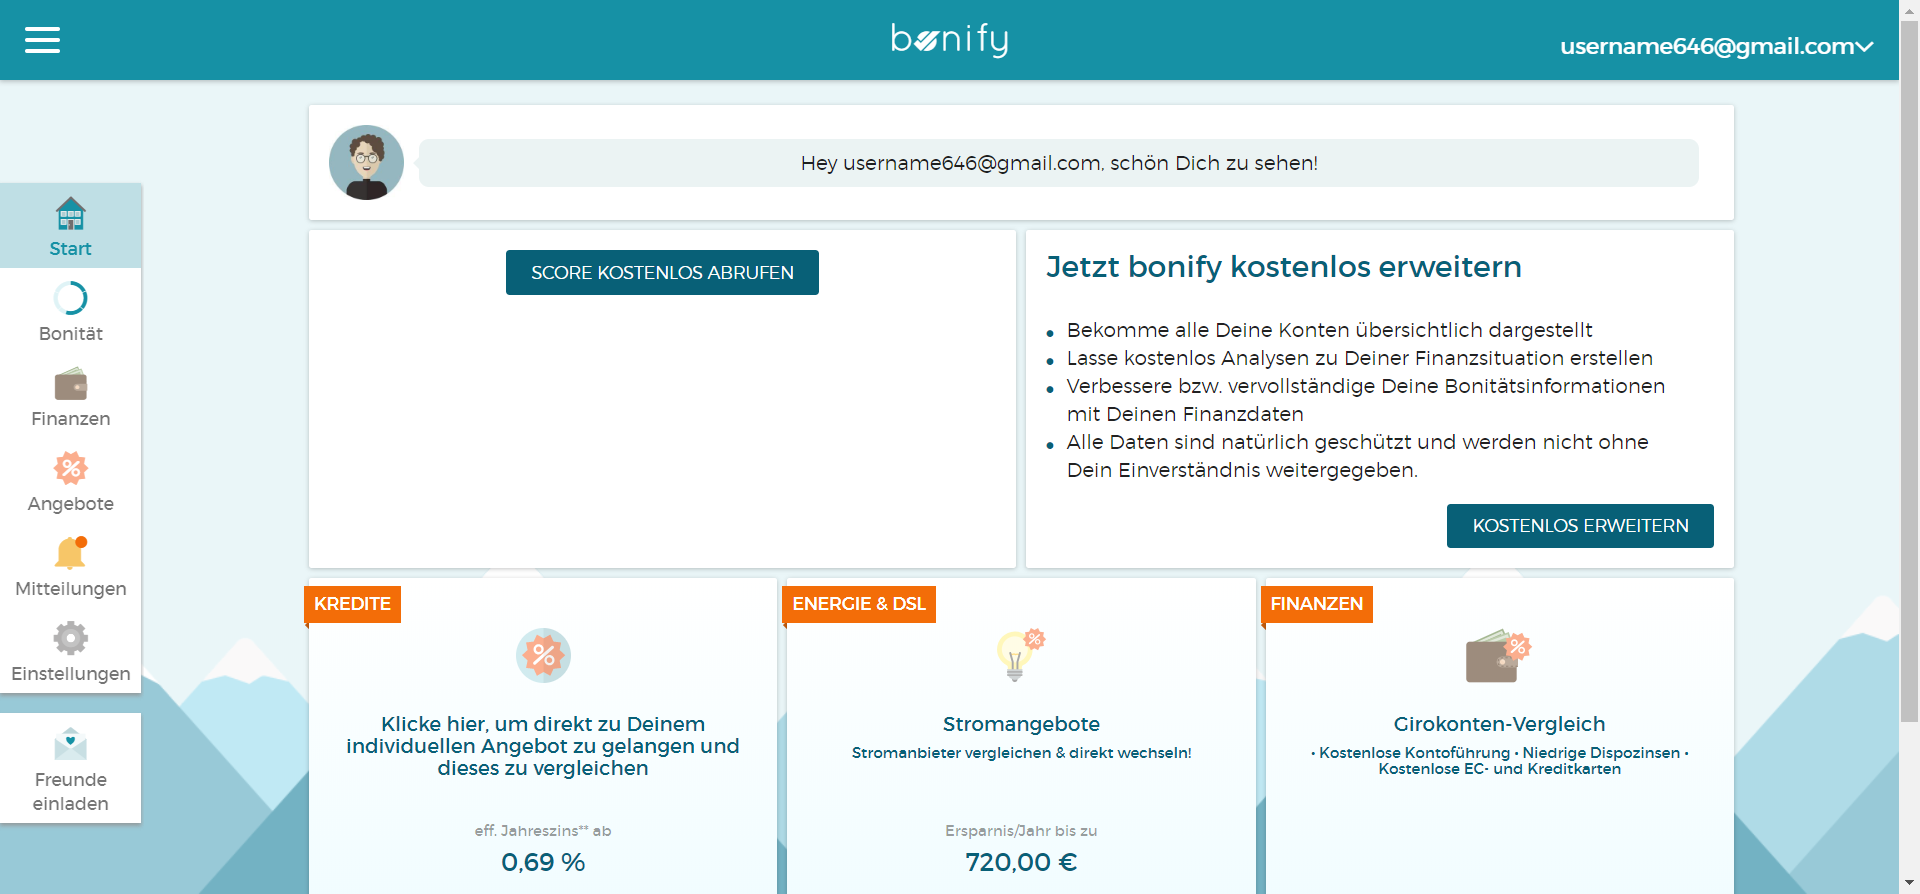 bonify
username646@gmail.com
Hey username646@gmail.com, schön Dich zu sehen!
Start
Bonität
Finanzen
Angebote
Mitteilungen
Einstellungen
Freunde
einladen
SCORE KOSTENLOS ABRUFEN
Jetzt bonify kostenlos erweitern
• Bekomme alle Deine Konten übersichtlich dargestellt
• Lasse kostenlos Analysen zu Deiner Finanzsituation erstellen
• Verbessere bzw. vervollständige Deine Bonitätsinformationen
mit Deinen Finanzdaten
• Alle Daten sind natürlich geschützt und werden nicht ohne
Dein Einverständnis weitergegeben.
KOSTENLOS ERWEITERN
KREDITE
%
Klicke hier, um direkt zu Deinem
individuellen Angebot zu gelangen und
dieses zu vergleichen
eff. Jahreszins** ab
0,69 %
ENERGIE & DSL
%
Stromangebote
Stromanbieter vergleichen & direkt wechseln!
Ersparnis/Jahr bis zu
720,00 €
FINANZEN
%
Girokonten-Vergleich
• Kostenlose Kontoführung • Niedrige Dispozinsen •
Kostenlose EC- und Kreditkarten